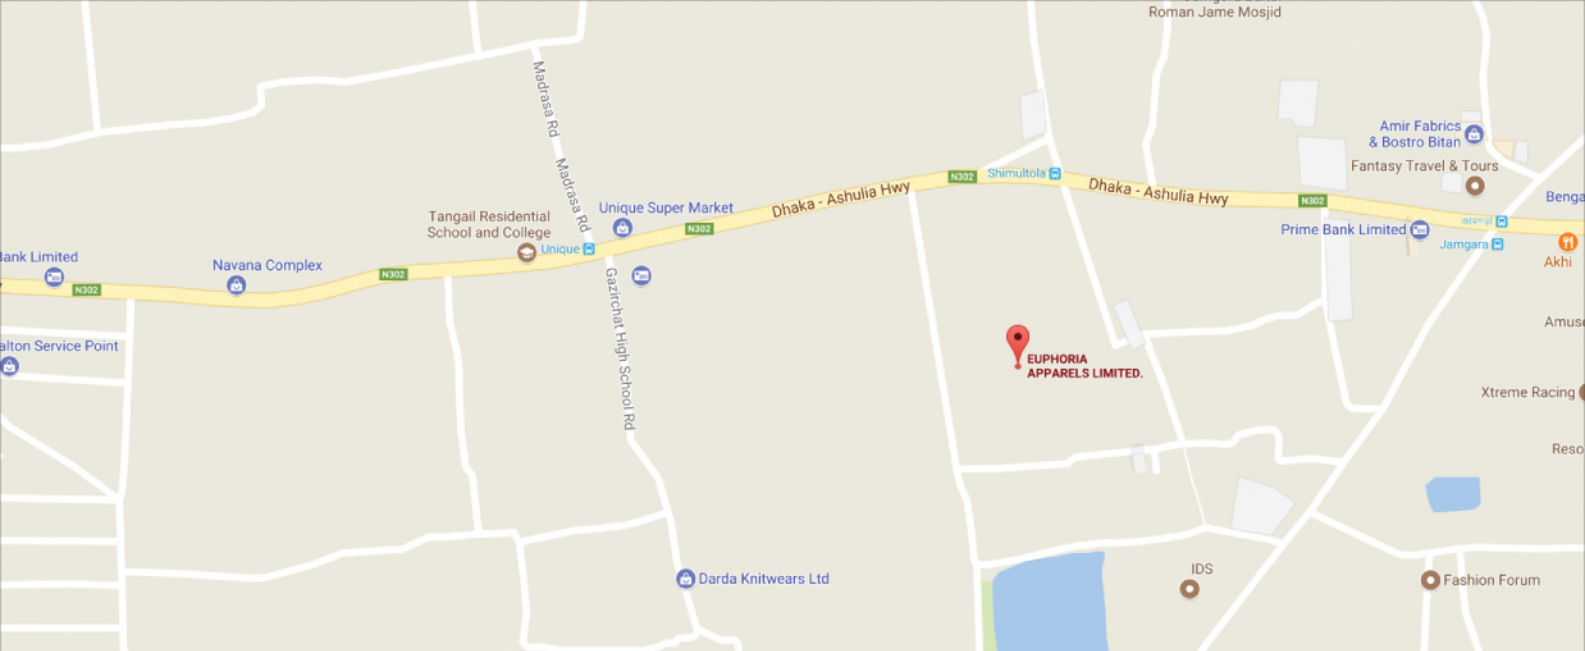 Roman Jame Mosjid
Madrasa Rd
Amir Fabrics
& Bostro Bitan
Fantasy Travel & Tours
Madrasa Rd
N302
Shimultola
Dhaka - Ashulia Hwy
Dhaka - Ashulia Hwy
N302
Benga
Unique Super Market
Tangail Residential
School and College
N302
Prime Bank Limited
Jamgara
Unique
Bank Limited
Navana Complex
N302
N302
Akhi
Gazirchat High School Rd
Amuse
alton Service Point
EUPHORIA
APPARELS LIMITED.
Xtreme Racing
Reso
IDS
Darda Knitwears Ltd
Fashion Forum